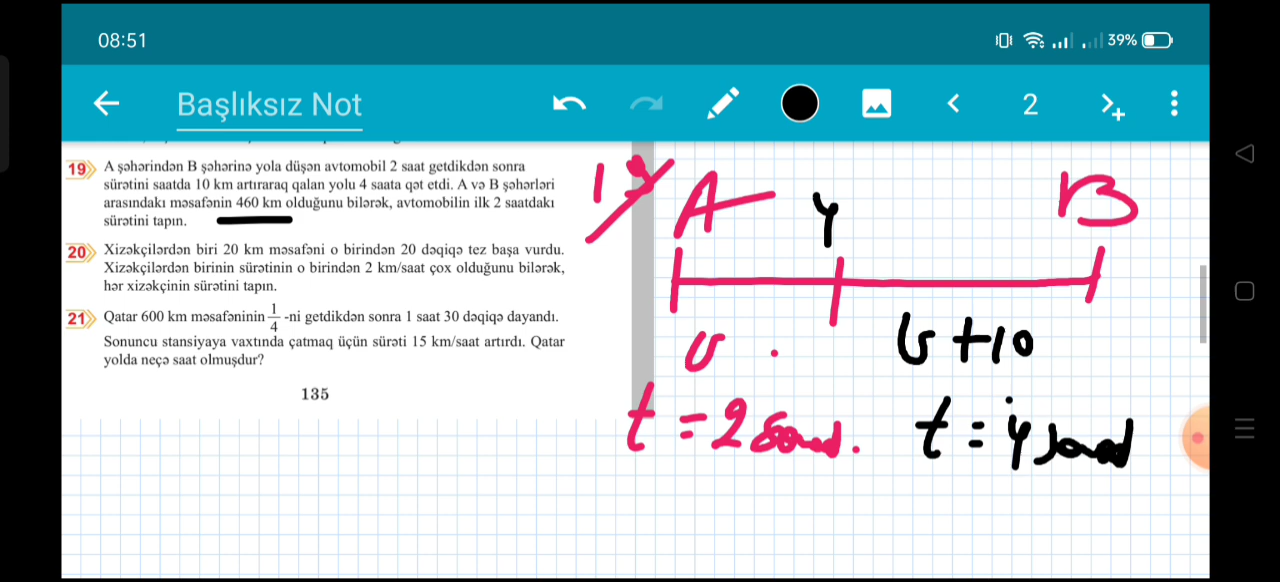 08:51
39%
Başlıksız Not
2
19 A şəhərindən B şəhərinə yola düşən avtomobil 2 saat getdikdən sonra
sürətini saatda 10 km artıraraq qalan yolu 4 saata qət etdi. A və B şəhərləri
arasındakı məsafənin 460 km olduğunu bilərək, avtomobilin ilk 2 saatdakı
sürətini tapın.
20 Xizəkçilərdən biri 20 km məsafəni o birindən 20 dəqiqə tez başa vurdu.
Xizəkçilərdən birinin sürətinin o birindən 2 km/saat çox olduğunu bilərək,
hər xizəkçinin sürətini tapın.
21 Qatar 600 km məsafəninin 1/4 -ni getdikdən sonra 1 saat 30 dəqiqə dayandı.
Sonuncu stansiyaya vaxtında çatmaq üçün sürəti 15 km/saat artırdı. Qatar
yolda neçə saat olmuşdur?
135
19
A B
+10
t = 2
t = 4